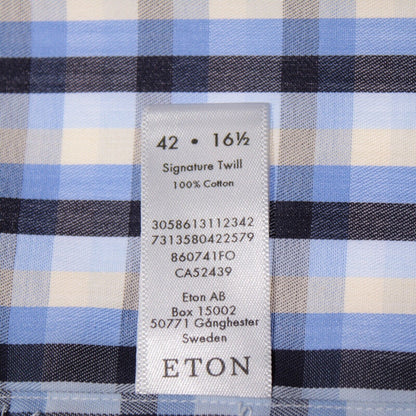 42 • 16½
Signature Twill
100% Cotton
3058613112342
7313580422579
860741FO
CA52439
Eton AB
Box 15002
50771 Gånghester
Sweden
ETON